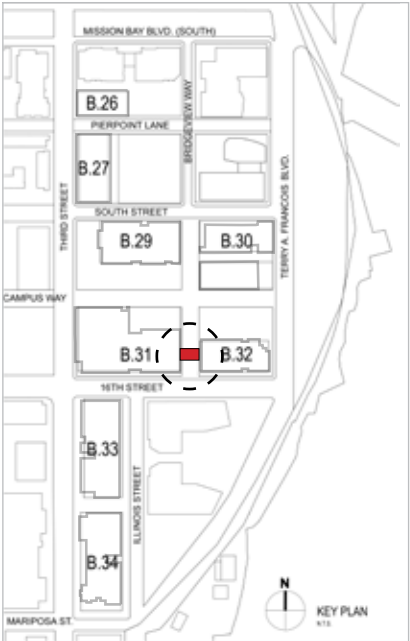 MISSION BAY BLVD. (SOUTH)
B.26
PIERPOINT LANE
BRIDGEVIEW WAY
B.27
SOUTH STREET
THIRD STREET
B.29
B.30
TERRY A. FRANCOIS BLVD.
CAMPUS WAY
B.31
B.32
16TH STREET
B.33
ILLINOIS STREET
B.34
N
KEY PLAN
N.T.S.
MARIPOSA ST.